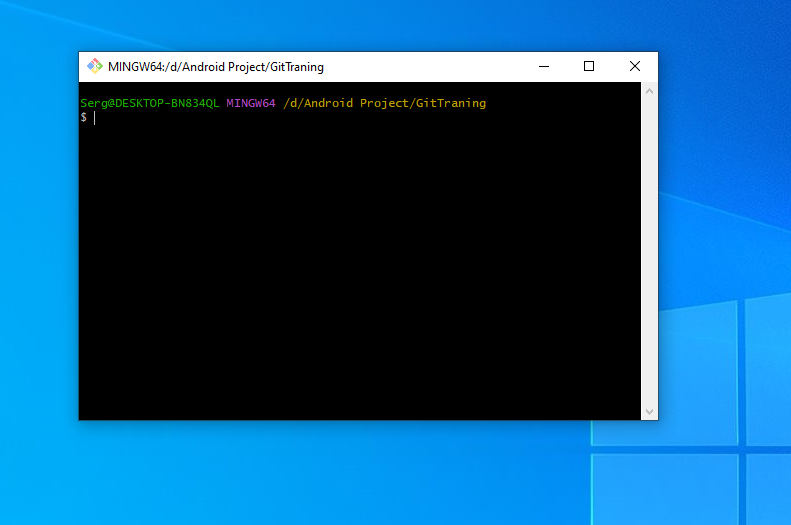 MINGW64:/d/Android Project/GitTraning
Serg@DESKTOP-BN834QL MINGW64 /d/Android Project/GitTraning
$